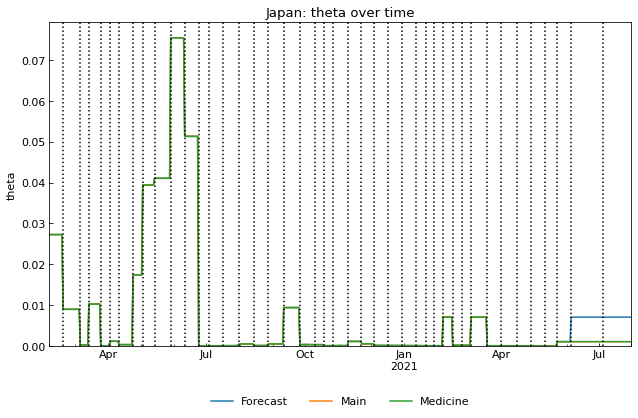 Japan: theta over time
theta
0.07
0.06
0.05
0.04
0.03
0.02
0.01
0.00
Apr Jul Oct Jan Apr Jul
2021
Forecast Main Medicine